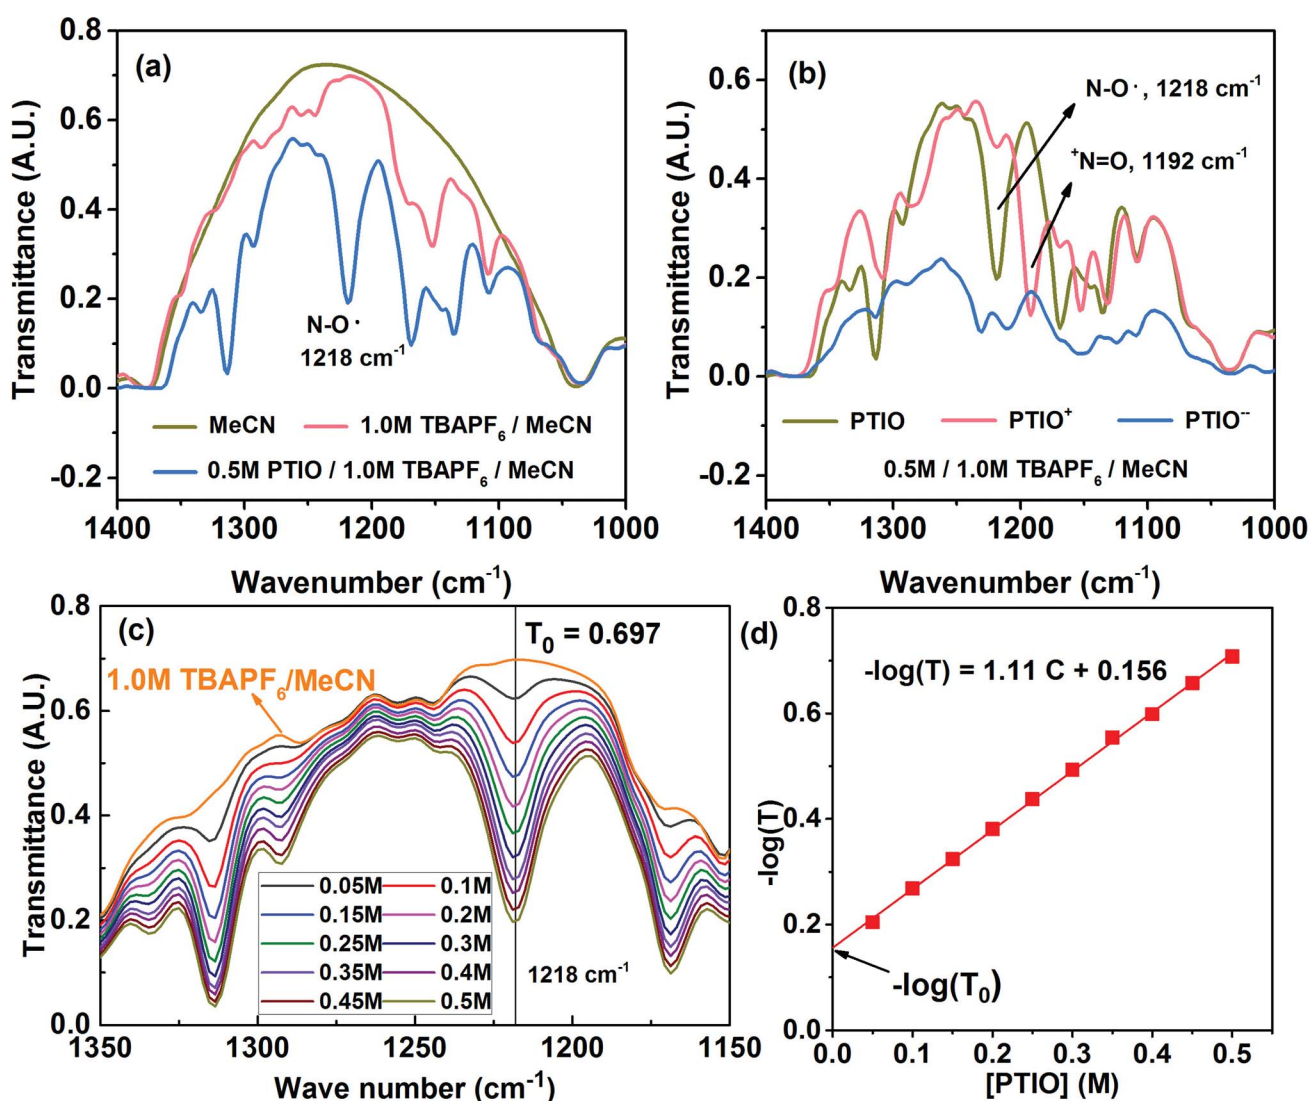 (a)
0.8
0.6
0.4
0.2
0.0
-0.2
Transmittance (A.U.)
N-O·
1218 cm⁻¹
MeCN
1.0M TBAPF₆ / MeCN
0.5M PTIO / 1.0M TBAPF₆ / MeCN
1400 1300 1200 1100 1000
Wavenumber (cm⁻¹)
(b)
0.6
0.4
0.2
0.0
-0.2
Transmittance (A.U.)
N-O·, 1218 cm⁻¹
⁺N=O, 1192 cm⁻¹
PTIO PTIO⁺ PTIO⁻⁻
0.5M / 1.0M TBAPF₆ / MeCN
1400 1300 1200 1100 1000
Wavenumber (cm⁻¹)
(c)
0.8
0.6
0.4
0.2
0.0
Transmittance (A.U.)
T₀ = 0.697
1.0M TBAPF₆/MeCN
0.05M 0.1M
0.15M 0.2M
0.25M 0.3M
0.35M 0.4M
0.45M 0.5M
1218 cm⁻¹
1350 1300 1250 1200 1150
Wave number (cm⁻¹)
(d)
0.8
0.6
0.4
0.2
0.0
-log(T)
-log(T) = 1.11 C + 0.156
-log(T₀)
0.0 0.1 0.2 0.3 0.4 0.5
[PTIO] (M)